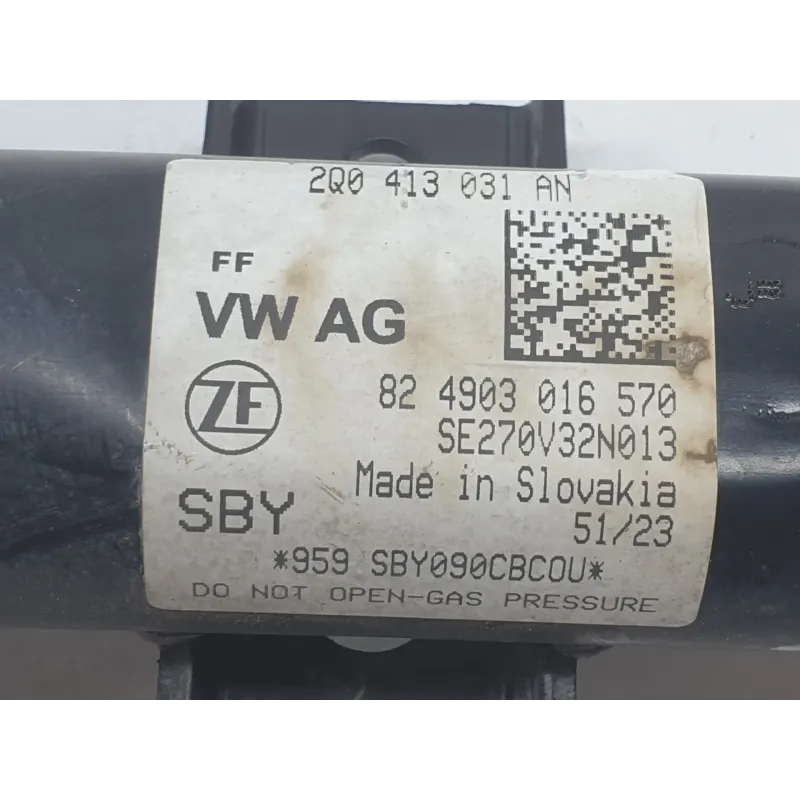 2Q0 413 031 AN
FF
VW AG
ZF
82 4903 016 570
SE270V32N013
Made in Slovakia
SBY
51/23
*959 SBY090CBCOU*
DO NOT OPEN-GAS PRESSURE